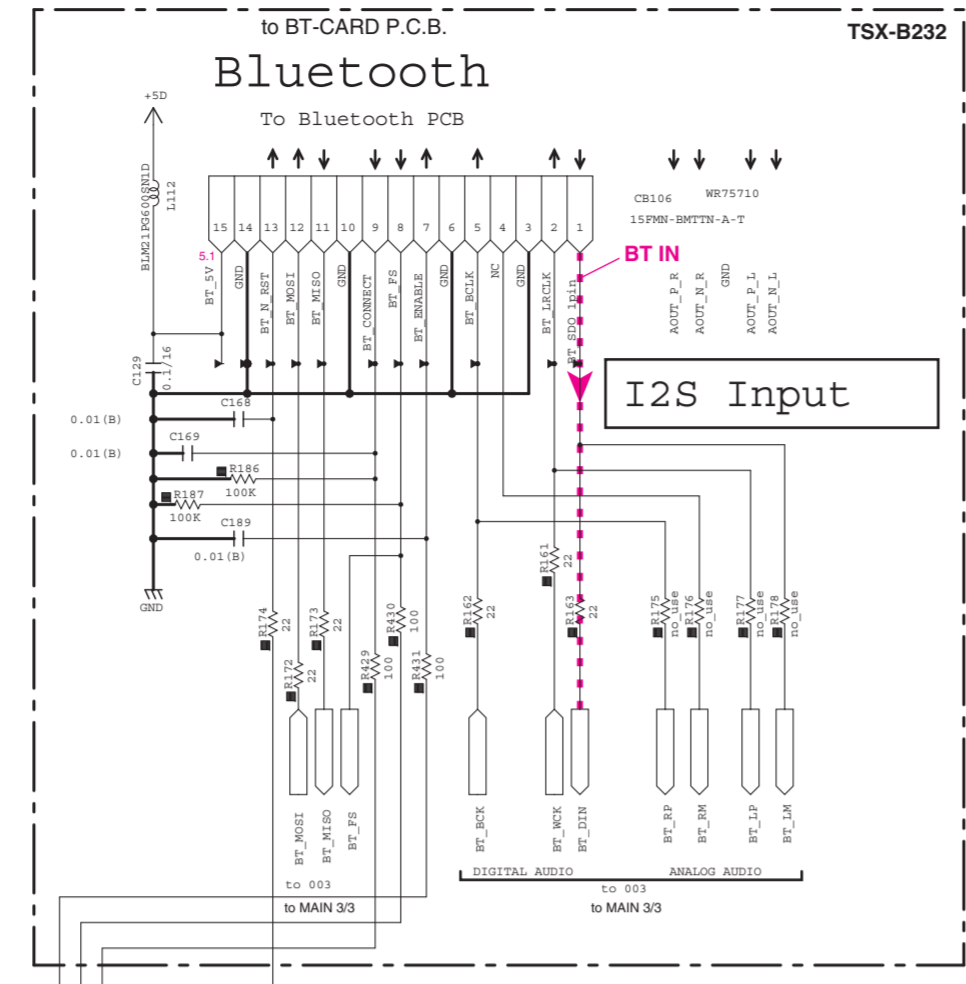 to BT-CARD P.C.B.
TSX-B232
Bluetooth
+5D
To Bluetooth PCB
BLM21PG600SN1D
L112
CB106
WR75710
15FMN-BMTTN-A-T
15
14
13
12
11
10
9
8
7
6
5
4
3
2
1
5.1
BT_5V
GND
BT_N_RST
BT_MOSI
BT_MISO
GND
BT_CONNECT
BT_FS
BT_ENABLE
GND
BT_BCLK
NC
GND
BT_LRCLK
BT_SDO 1pin
BT IN
AOUT_P_R
AOUT_N_R
GND
AOUT_P_L
AOUT_N_L
C129
0.1/16
I2S Input
0.01(B)
C168
0.01(B)
C169
R186
100K
R187
100K
C189
0.01(B)
GND
R174
22
R172
22
R173
22
R429
100
R430
100
R431
100
R162
22
R161
22
R163
22
R175
no_use
R176
no_use
R177
no_use
R178
no_use
BT_MOSI
BT_MISO
BT_FS
BT_BCK
BT_WCK
BT_DIN
BT_RP
BT_RM
BT_LP
BT_LM
DIGITAL AUDIO
ANALOG AUDIO
to 003
to MAIN 3/3
to 003
to MAIN 3/3